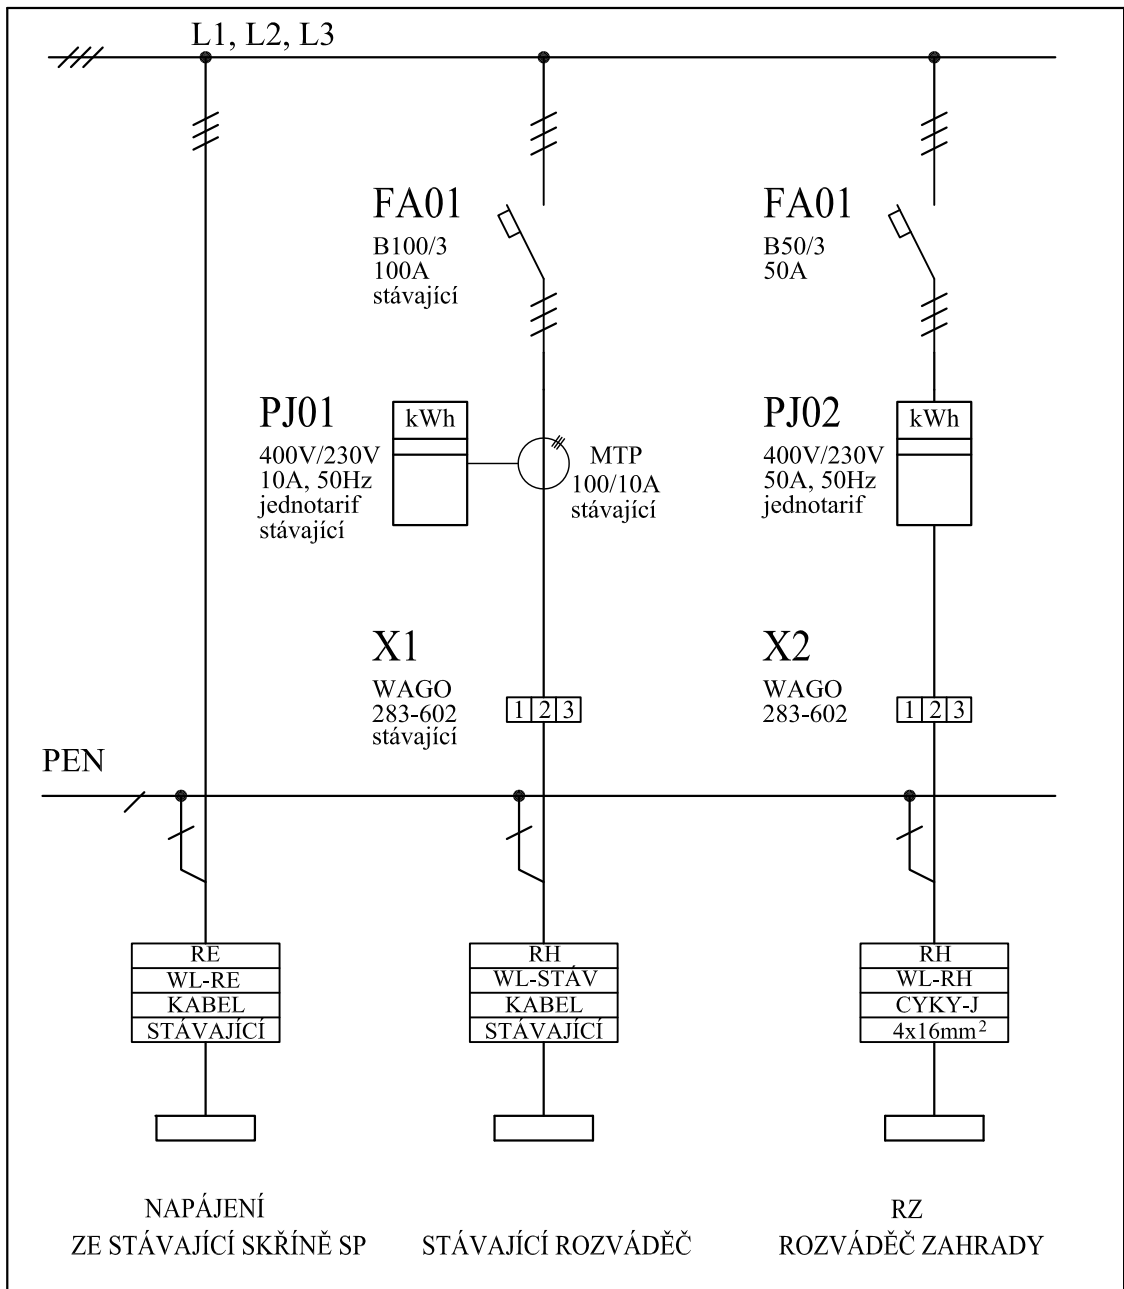 L1, L2, L3
FA01
B100/3
100A
stávající
FA01
B50/3
50A
PJ01
400V/230V
10A, 50Hz
jednotarif
stávající
kWh
MTP
100/10A
stávající
PJ02
400V/230V
50A, 50Hz
jednotarif
kWh
X1
WAGO
283-602
stávající
1 2 3
X2
WAGO
283-602
1 2 3
PEN
RE
WL-RE
KABEL
STÁVAJÍCÍ
RH
WL-STÁV
KABEL
STÁVAJÍCÍ
RH
WL-RH
CYKY-J
4x16mm²
NAPÁJENÍ
ZE STÁVAJÍCÍ SKŘÍNĚ SP
STÁVAJÍCÍ ROZVÁDĚČ
RZ
ROZVÁDĚČ ZAHRADY